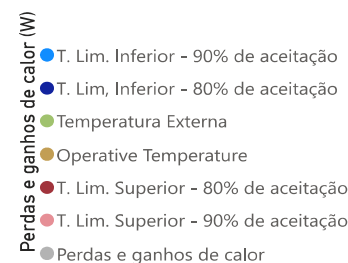 Perdas e ganhos de calor (W)
T. Lim. Inferior - 90% de aceitação
T. Lim, Inferior - 80% de aceitação
Temperatura Externa
Operative Temperature
T. Lim. Superior - 80% de aceitação
T. Lim. Superior - 90% de aceitação
Perdas e ganhos de calor